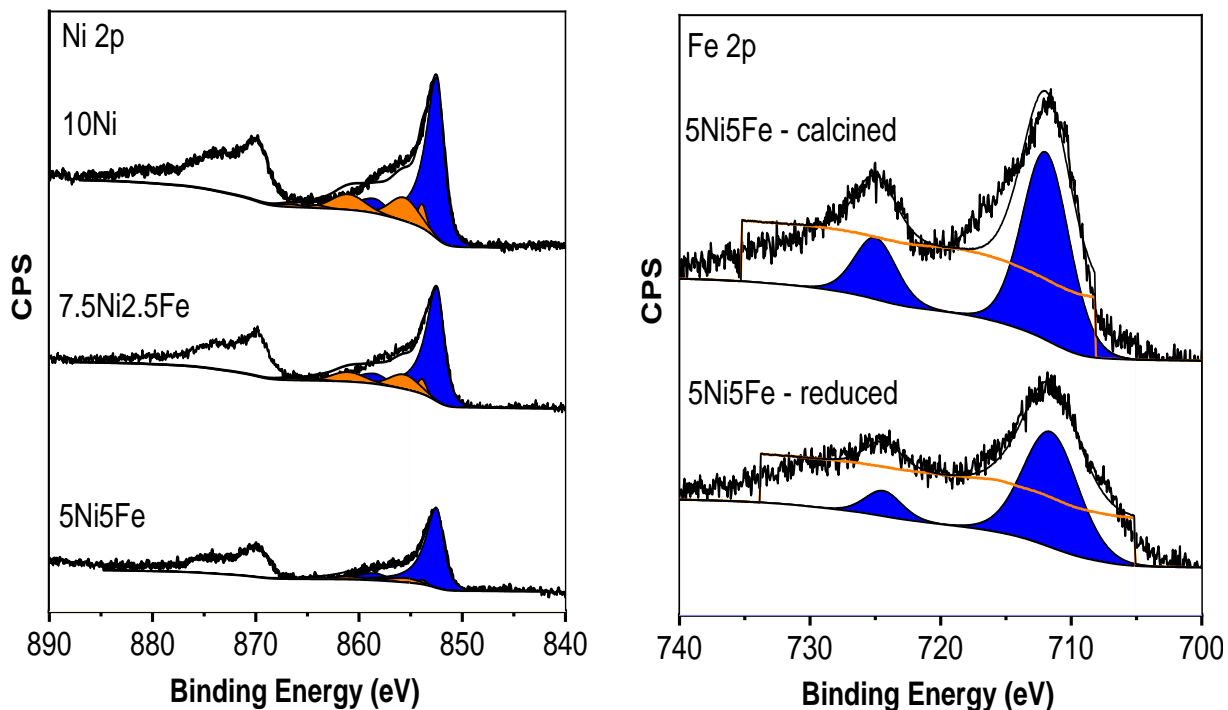 Ni 2p
10Ni
7.5Ni2.5Fe
5Ni5Fe
CPS
890 880 870 860 850 840
Binding Energy (eV)
Fe 2p
5Ni5Fe - calcined
5Ni5Fe - reduced
CPS
740 730 720 710 700
Binding Energy (eV)